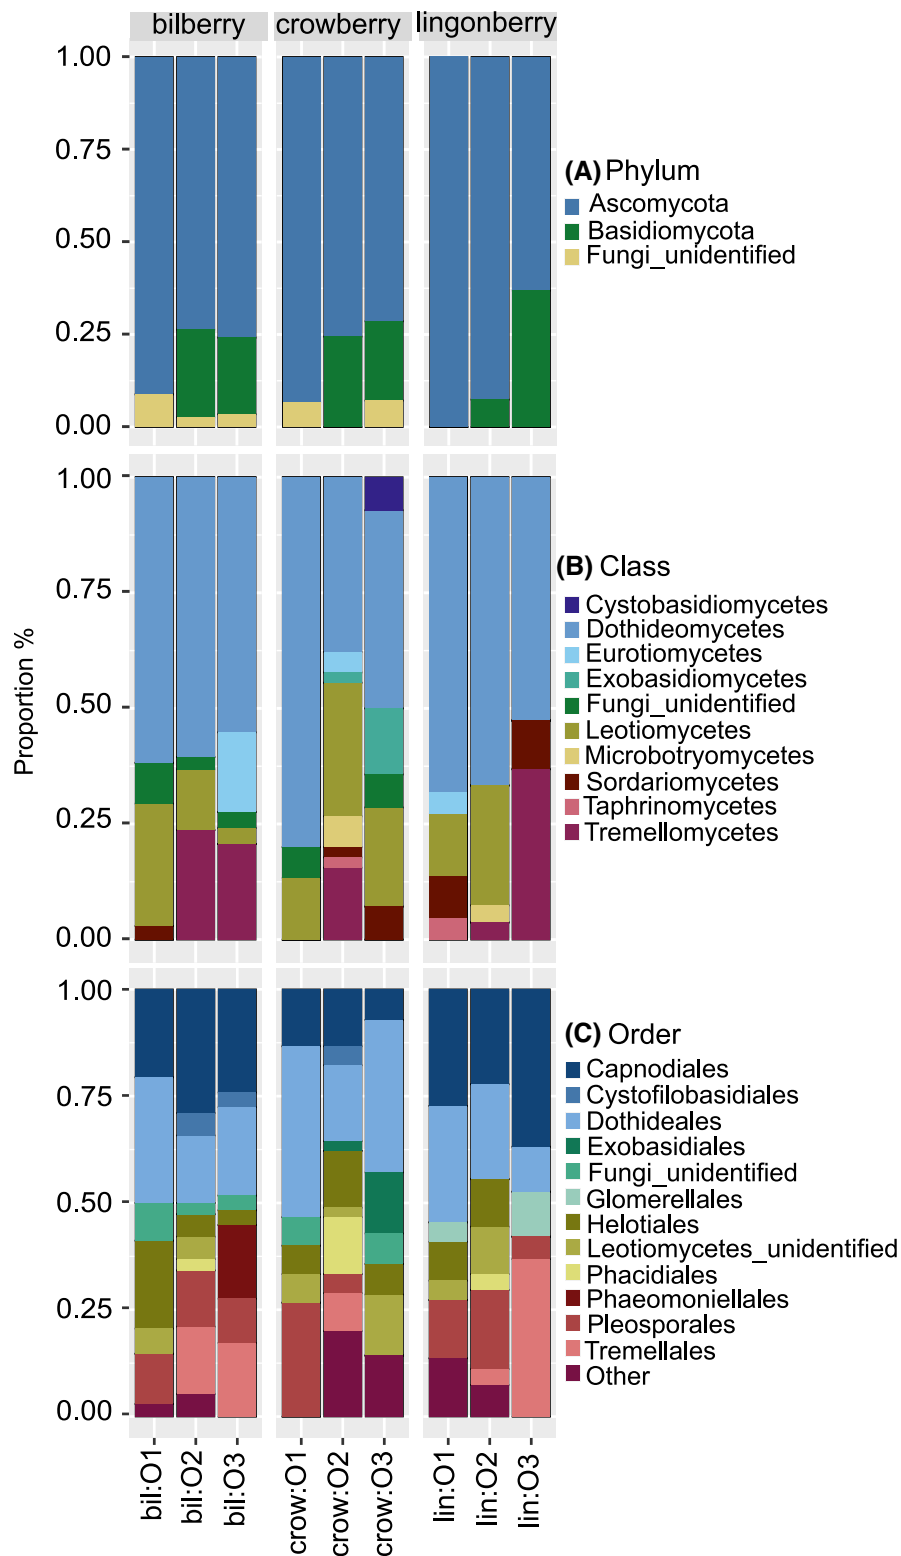 bilberry crowberry lingonberry
1.00
0.75
0.50
0.25
0.00
(A) Phylum
Ascomycota
Basidiomycota
Fungi_unidentified
Proportion %
1.00
0.75
0.50
0.25
0.00
(B) Class
Cystobasidiomycetes
Dothideomycetes
Eurotiomycetes
Exobasidiomycetes
Fungi_unidentified
Leotiomycetes
Microbotryomycetes
Sordariomycetes
Taphrinomycetes
Tremellomycetes
1.00
0.75
0.50
0.25
0.00
(C) Order
Capnodiales
Cystofilobasidiales
Dothideales
Exobasidiales
Fungi_unidentified
Glomerellales
Helotiales
Leotiomycetes_unidentified
Phacidiales
Phaeomoniellales
Pleosporales
Tremellales
Other
bil:O1
bil:O2
bil:O3
crow:O1
crow:O2
crow:O3
lin:O1
lin:O2
lin:O3